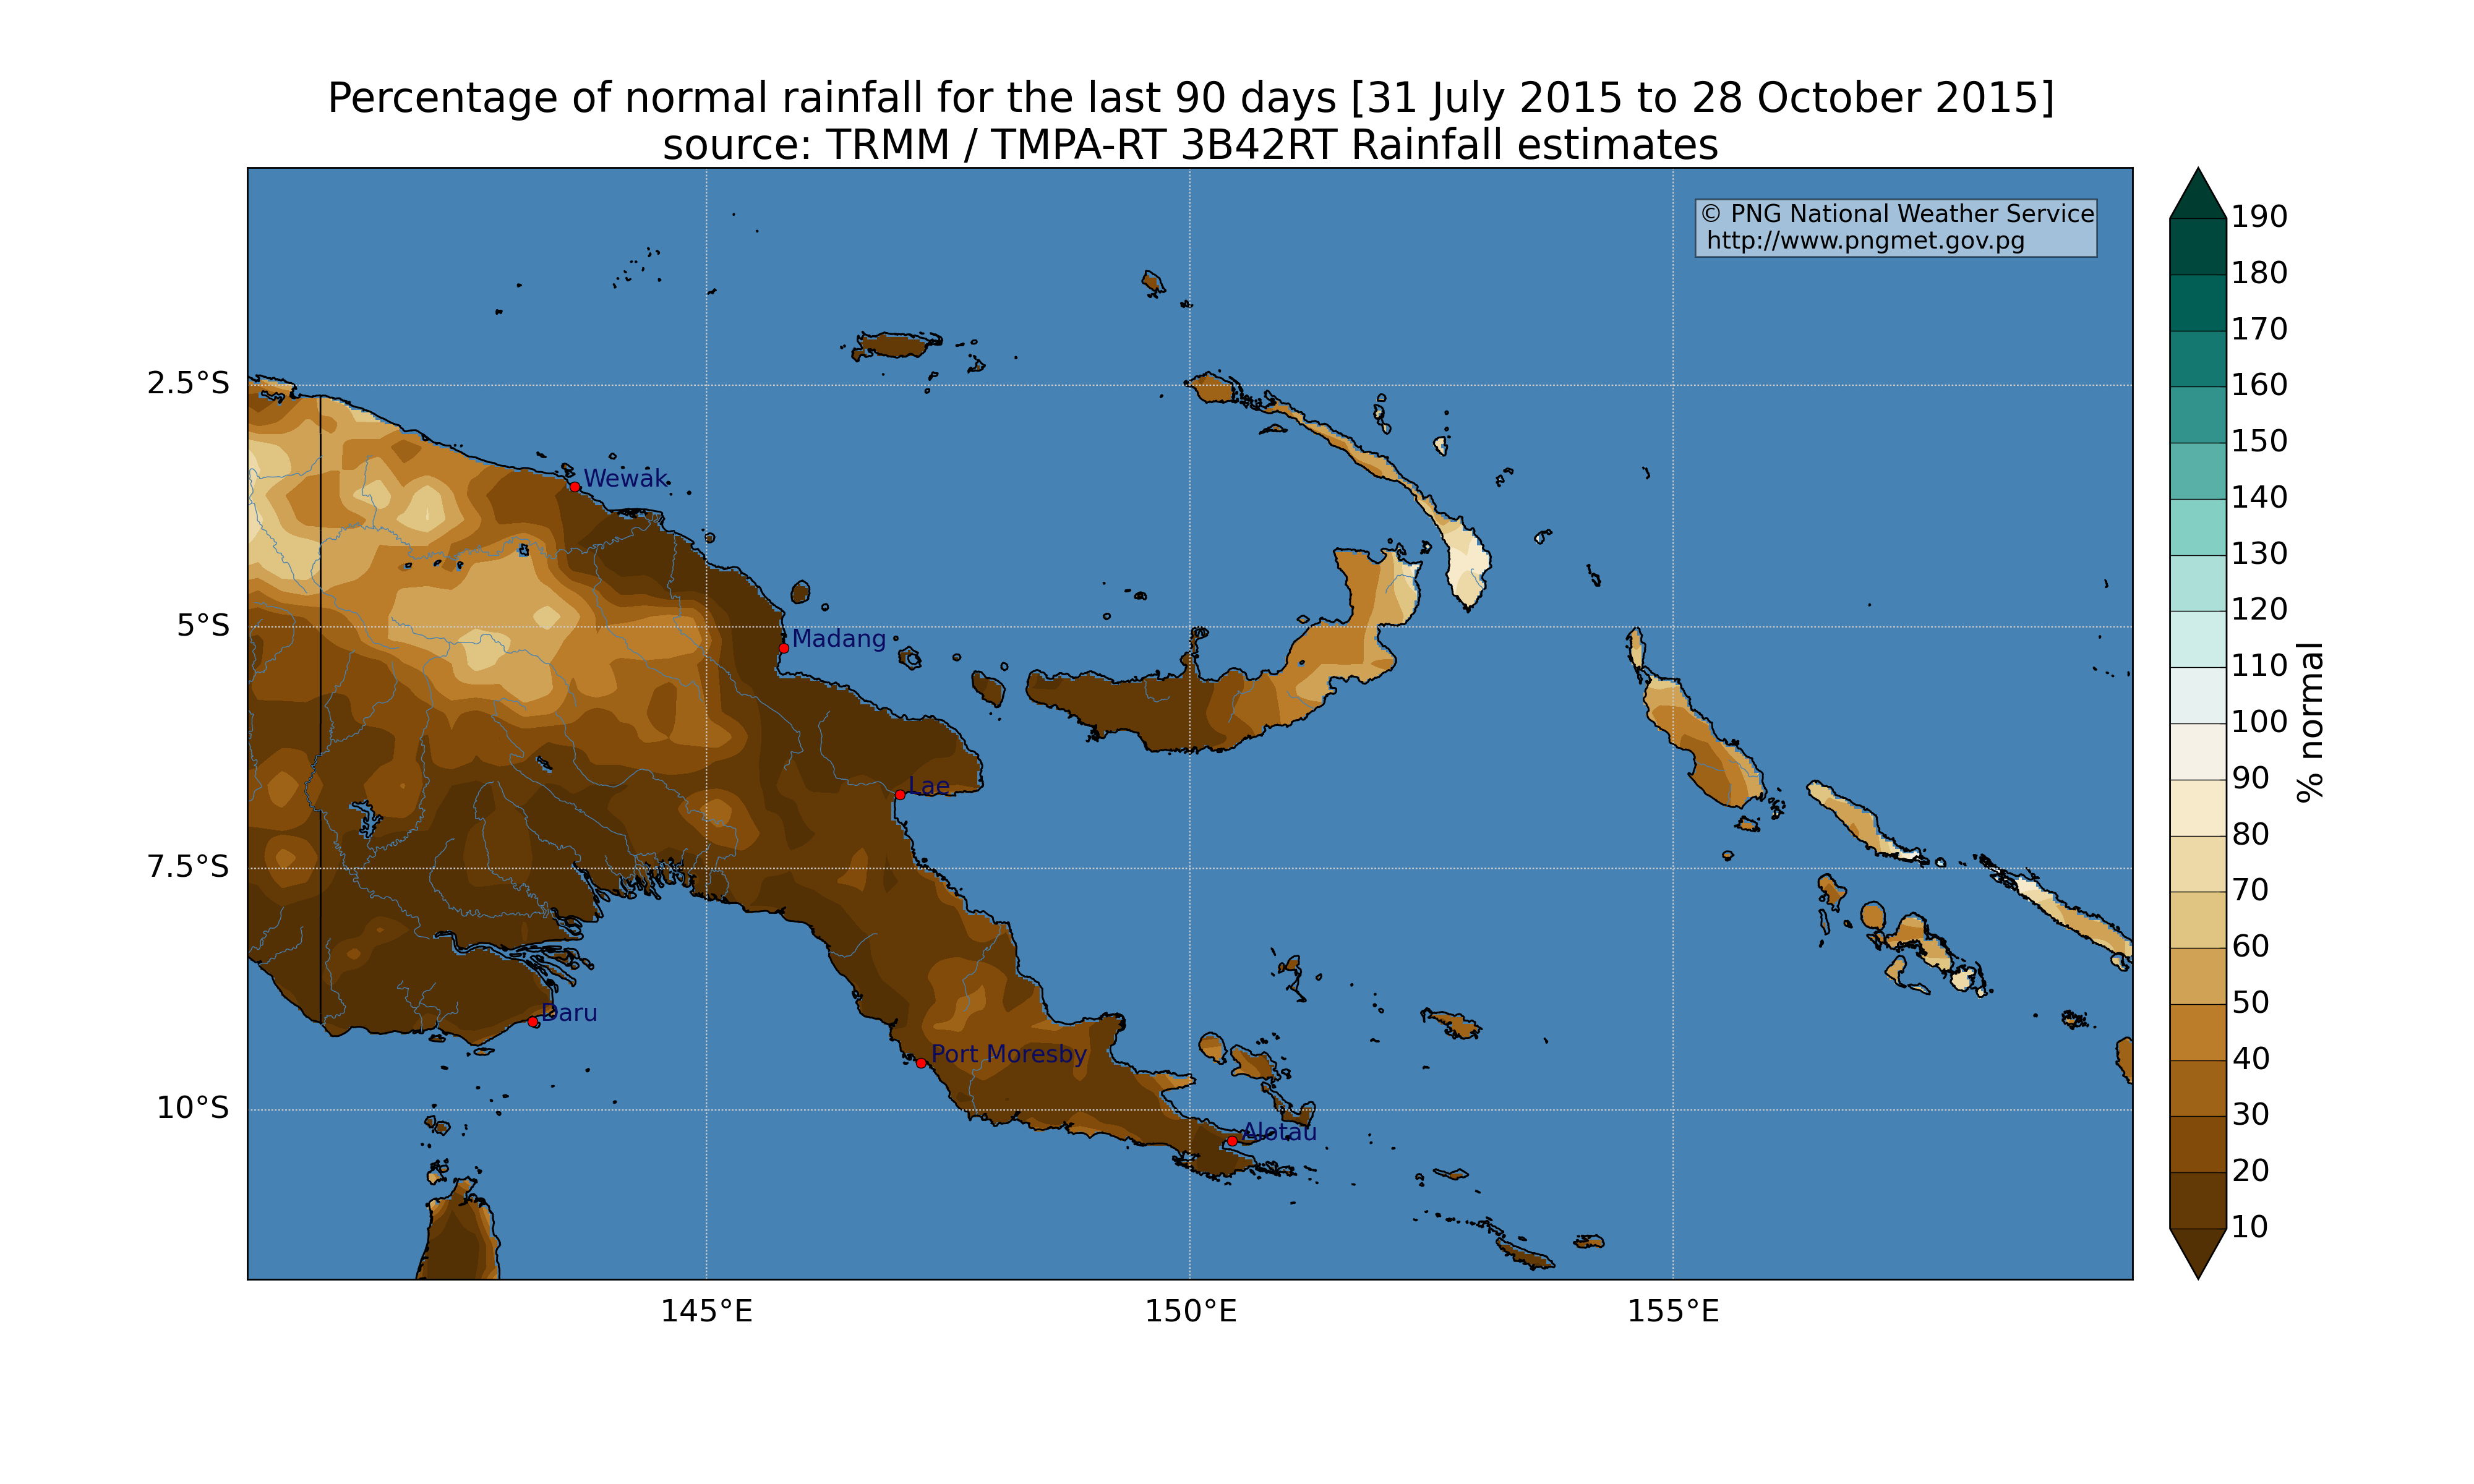 Percentage of normal rainfall for the last 90 days [31 July 2015 to 28 October 2015]
source: TRMM / TMPA-RT 3B42RT Rainfall estimates
© PNG National Weather Service
http://www.pngmet.gov.pg
2.5°S
5°S
7.5°S
10°S
Wewak
Madang
Lae
Daru
Port Moresby
Alotau
145°E
150°E
155°E
190
180
170
160
150
140
130
120
110
100
90
80
70
60
50
40
30
20
10
% normal